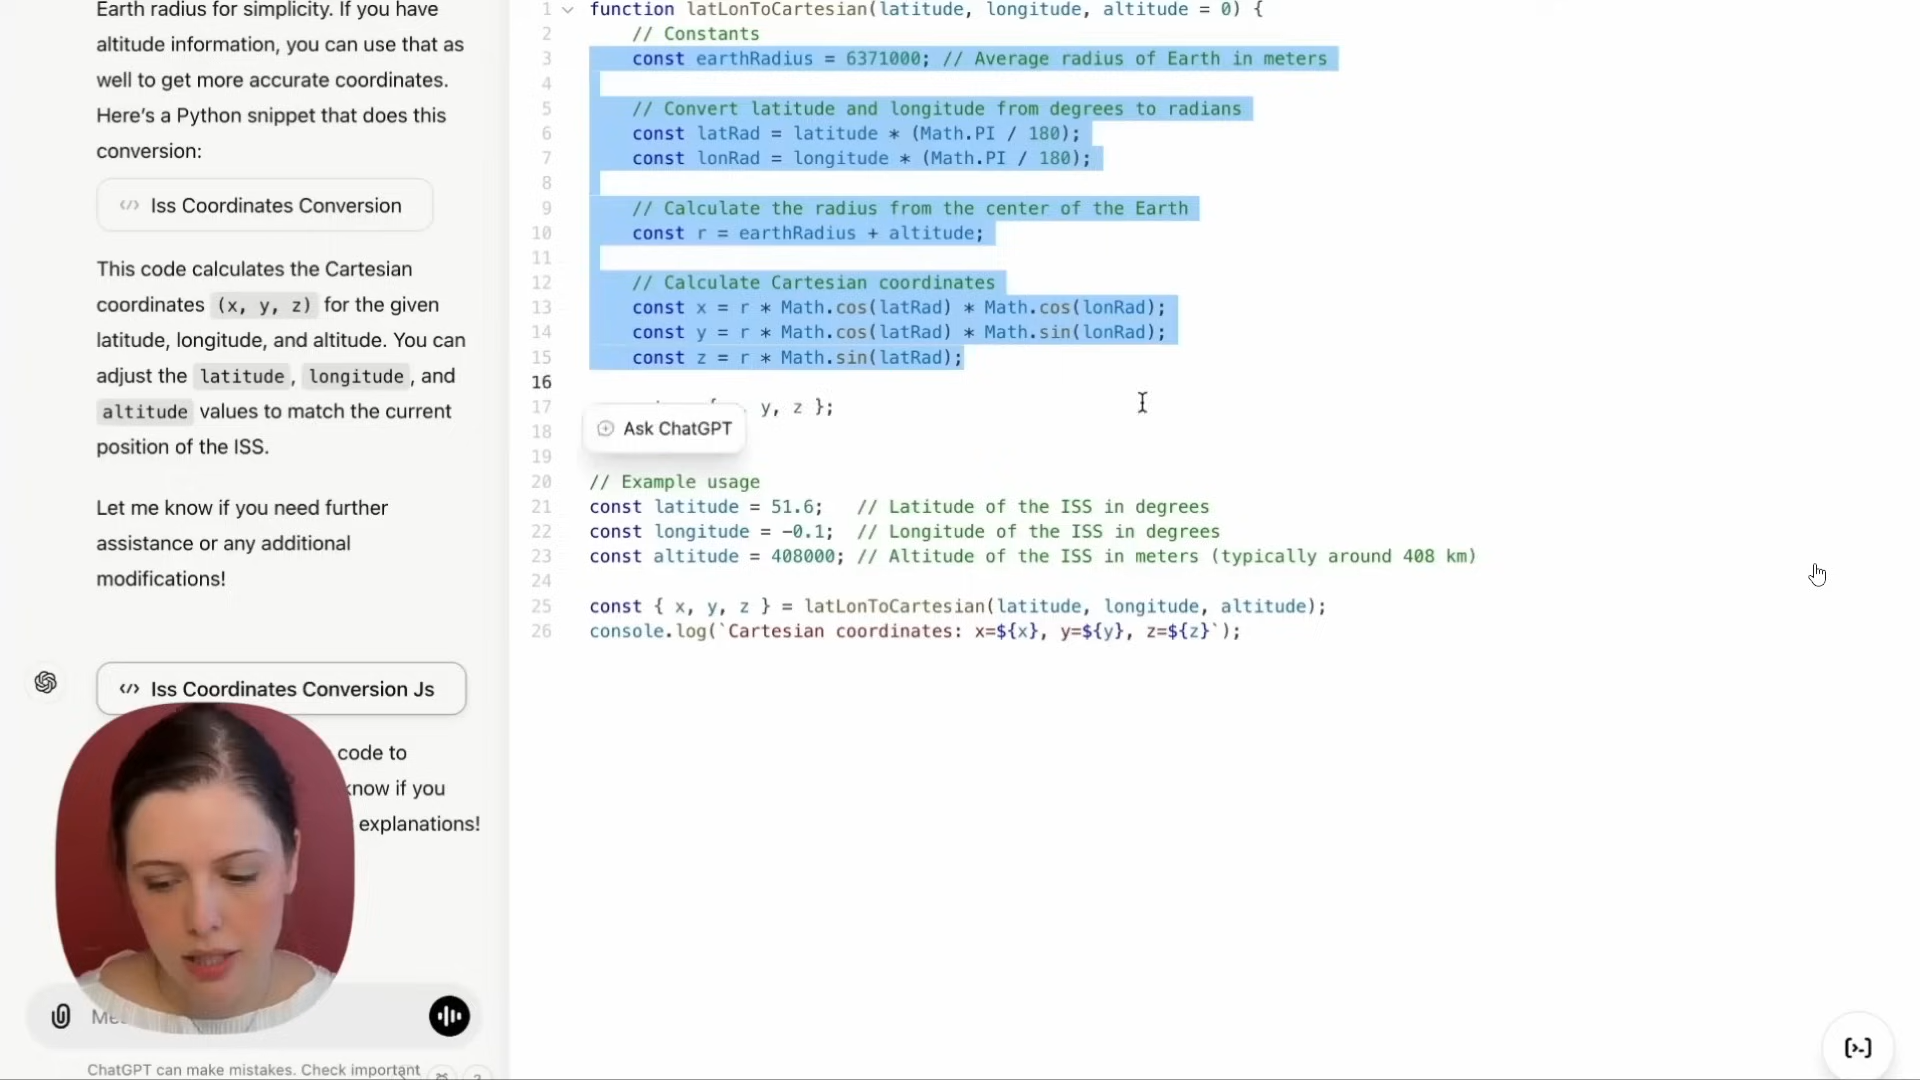 Earth radius for simplicity. If you have
altitude information, you can use that as
well to get more accurate coordinates.
Here’s a Python snippet that does this
conversion:
Iss Coordinates Conversion
This code calculates the Cartesian
coordinates (x, y, z) for the given
latitude, longitude, and altitude. You can
adjust the latitude, longitude, and
altitude values to match the current
position of the ISS.
Let me know if you need further
assistance or any additional
modifications!
Iss Coordinates Conversion Js
code to
know if you
explanations!
ChatGPT can make mistakes. Check important
1 function latLonToCartesian(latitude, longitude, altitude = 0) {
2 // Constants
3 const earthRadius = 6371000; // Average radius of Earth in meters
4
5 // Convert latitude and longitude from degrees to radians
6 const latRad = latitude * (Math.PI / 180);
7 const lonRad = longitude * (Math.PI / 180);
8
9 // Calculate the radius from the center of the Earth
10 const r = earthRadius + altitude;
11
12 // Calculate Cartesian coordinates
13 const x = r * Math.cos(latRad) * Math.cos(lonRad);
14 const y = r * Math.cos(latRad) * Math.sin(lonRad);
15 const z = r * Math.sin(latRad);
16
17 y, z };
18 Ask ChatGPT
19
20 // Example usage
21 const latitude = 51.6; // Latitude of the ISS in degrees
22 const longitude = -0.1; // Longitude of the ISS in degrees
23 const altitude = 408000; // Altitude of the ISS in meters (typically around 408 km)
24
25 const { x, y, z } = latLonToCartesian(latitude, longitude, altitude);
26 console.log(`Cartesian coordinates: x=${x}, y=${y}, z=${z}`);